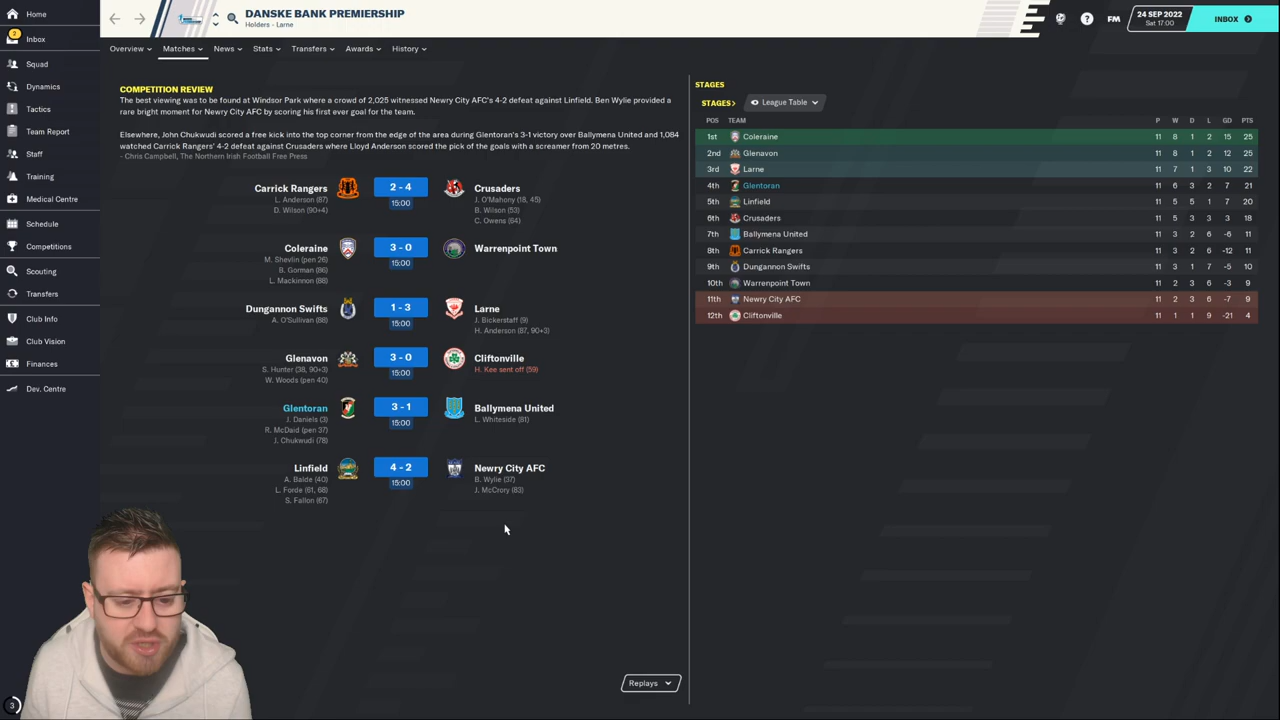 Home
2
Inbox
Squad
Dynamics
Tactics
Team Report
Staff
Training
Medical Centre
Schedule
Competitions
Scouting
Transfers
Club Info
Club Vision
Finances
Dev. Centre
3
DANSKE BANK PREMIERSHIP
Holders - Larne
?
FM
24 SEP 2022
Sat 17:00
INBOX
Overview
Matches
News
Stats
Transfers
Awards
History
COMPETITION REVIEW
The best viewing was to be found at Windsor Park where a crowd of 2,025 witnessed Newry City AFC's 4-2 defeat against Linfield. Ben Wylie provided a
rare bright moment for Newry City AFC by scoring his first ever goal for the team.
Elsewhere, John Chukwudi scored a free kick into the top corner from the edge of the area during Glentoran's 3-1 victory over Ballymena United and 1,084
watched Carrick Rangers' 4-2 defeat against Crusaders where Lloyd Anderson scored the pick of the goals with a screamer from 20 metres.
- Chris Campbell, The Northern Irish Football Free Press
Carrick Rangers 2 - 4 Crusaders
L. Anderson (87) 15:00 J. O'Mahony (18, 45)
D. Wilson (90+4) B. Wilson (53)
C. Owens (64)
Coleraine 3 - 0 Warrenpoint Town
M. Shevlin (pen 26) 15:00
B. Gorman (86)
L. Mackinnon (88)
Dungannon Swifts 1 - 3 Larne
A. O'Sullivan (88) 15:00 J. Bickerstaff (9)
H. Anderson (87, 90+3)
Glenavon 3 - 0 Cliftonville
S. Hunter (38, 90+3) 15:00 H. Kee sent off (59)
W. Woods (pen 40)
Glentoran 3 - 1 Ballymena United
J. Daniels (3) 15:00 L. Whiteside (81)
R. McDaid (pen 37)
J. Chukwudi (78)
Linfield 4 - 2 Newry City AFC
A. Balde (40) 15:00 B. Wylie (37)
L. Forde (61, 68) J. McCrory (83)
S. Fallon (67)
Replays
STAGES
STAGES> League Table
POS TEAM P W D L GD PTS
1st Coleraine 11 8 1 2 15 25
2nd Glenavon 11 8 1 2 12 25
3rd Larne 11 7 1 3 10 22
4th Glentoran 11 6 3 2 7 21
5th Linfield 11 5 5 1 7 20
6th Crusaders 11 5 3 3 3 18
7th Ballymena United 11 3 2 6 -6 11
8th Carrick Rangers 11 3 2 6 -12 11
9th Dungannon Swifts 11 3 1 7 -5 10
10th Warrenpoint Town 11 2 3 6 -3 9
11th Newry City AFC 11 2 3 6 -7 9
12th Cliftonville 11 1 1 9 -21 4